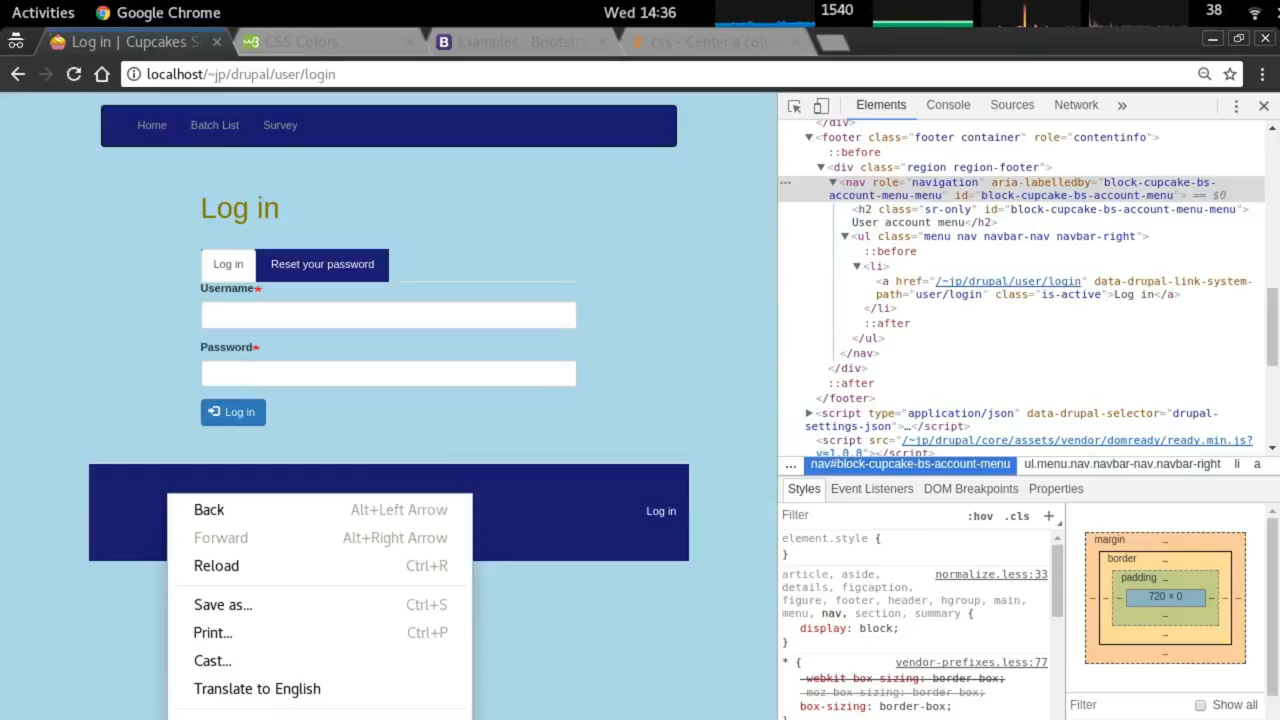 Activities Google Chrome Wed 14:36 1540 38
Log in | Cupcakes CSS Colors Examples · Bootst css - Center a colu
localhost/~jp/drupal/user/login
Home Batch List Survey
Log in
Log in Reset your password
Username*
Password*
Log in
Log in
Back Alt+Left Arrow
Forward Alt+Right Arrow
Reload Ctrl+R
Save as... Ctrl+S
Print... Ctrl+P
Cast...
Translate to English
Elements Console Sources Network »
</div>
▼<footer class="footer container" role="contentinfo">
::before
▼<div class="region region-footer">
... ▼<nav role="navigation" aria-labelledby="block-cupcake-bs-
account-menu-menu" id="block-cupcake-bs-account-menu"> == $0
<h2 class="sr-only" id="block-cupcake-bs-account-menu-menu">
User account menu</h2>
▼<ul class="menu nav navbar-nav navbar-right">
::before
▼<li>
<a href="/~jp/drupal/user/login" data-drupal-link-system-
path="user/login" class="is-active">Log in</a>
</li>
::after
</ul>
</nav>
</div>
::after
</footer>
▶<script type="application/json" data-drupal-selector="drupal-
settings-json">…</script>
<script src="/~jp/drupal/core/assets/vendor/domready/ready.min.js?
v=1.0.8"></script>
... nav#block-cupcake-bs-account-menu ul.menu.nav.navbar-nav.navbar-right li a
Styles Event Listeners DOM Breakpoints Properties
Filter :hov .cls +
element.style {
}
article, aside, normalize.less:33
details, figcaption,
figure, footer, header, hgroup, main,
menu, nav, section, summary {
display: block;
}
* { vendor-prefixes.less:77
-webkit-box-sizing: border-box;
-moz-box-sizing: border-box;
box-sizing: border-box;
margin –
border –
padding –
– – – 720 × 0 – – –
–
–
–
Filter Show all